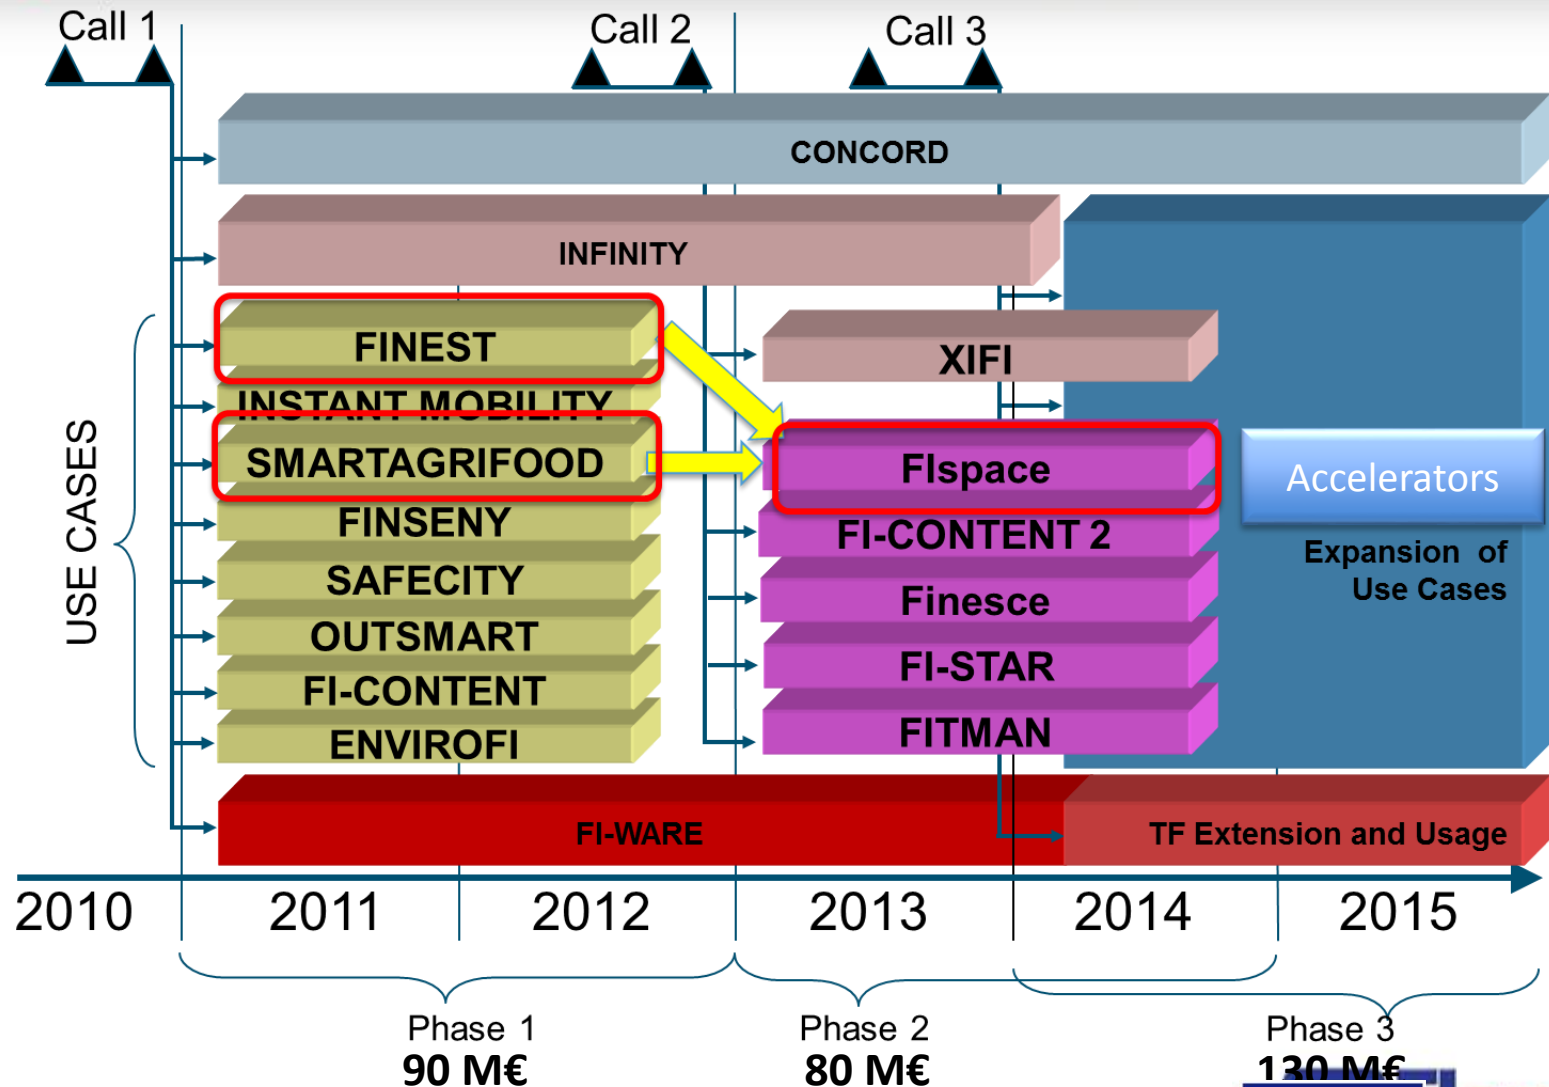 Call 1
Call 2
Call 3
CONCORD
INFINITY
USE CASES
FINEST
INSTANT MOBILITY
SMARTAGRIFOOD
FINSENY
SAFECITY
OUTSMART
FI-CONTENT
ENVIROFI
XIFI
FIspace
FI-CONTENT 2
Finesce
FI-STAR
FITMAN
Accelerators
Expansion of
Use Cases
FI-WARE
TF Extension and Usage
2010 2011 2012 2013 2014 2015
Phase 1
90 M€
Phase 2
80 M€
Phase 3
130 M€